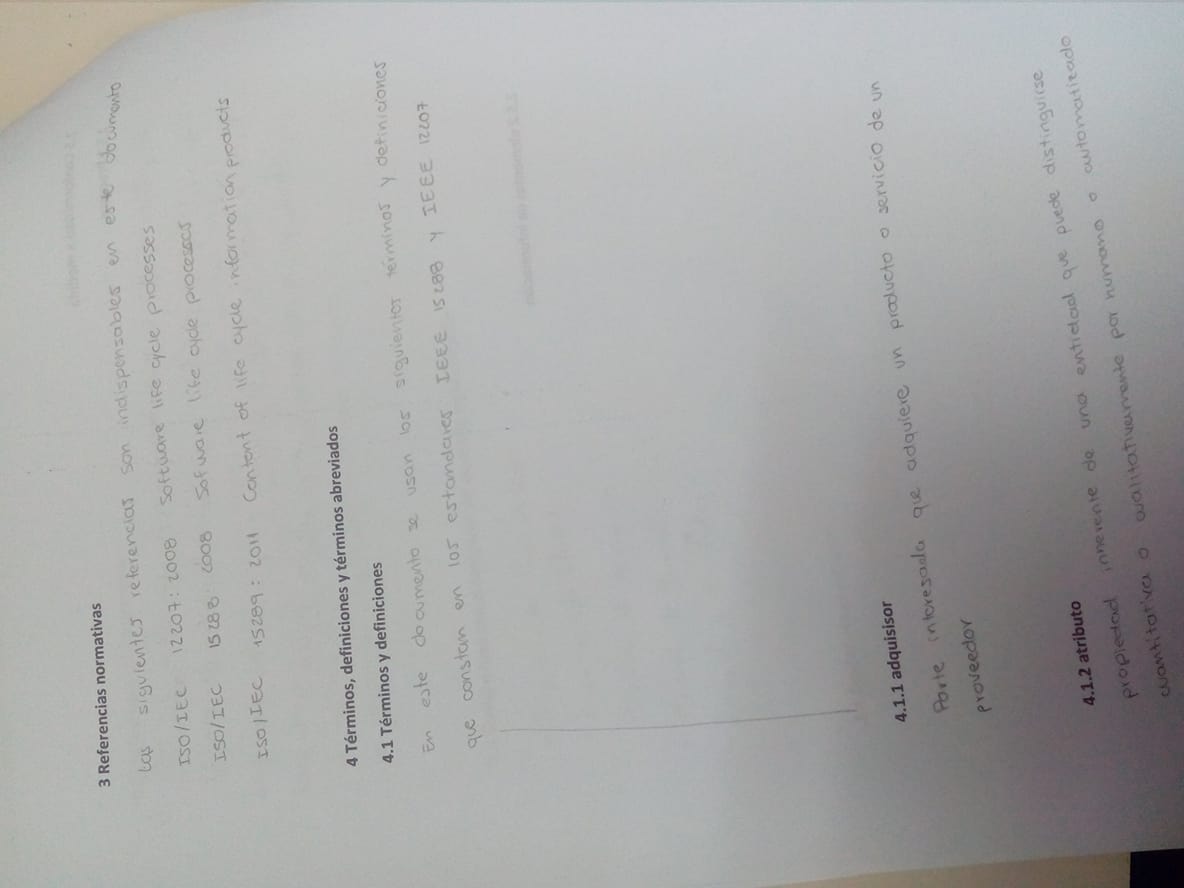 3 Referencias normativas
Las siguientes referencias son indispensables en este documento
ISO/IEC 12207:2008 Software life cycle processes
ISO/IEC 15288:2008 Sofware life cycle procesacs
ISO/IEC 15289:2011 Content of life cycle information products
4 Términos, definiciones y términos abreviados
4.1 Términos y definiciones
En este documento se usan los siguientes términos y definiciones
que constan en los estandares IEEE 15288 y IEEE 12207
4.1.1 adquisisor
Parte interesada que adquiere un producto o servicio de un
proveedor
4.1.2 atributo
propiedad innerente de una entidad que puede distinguirse
cuantitativa o cualitativamente por humano o automatizado